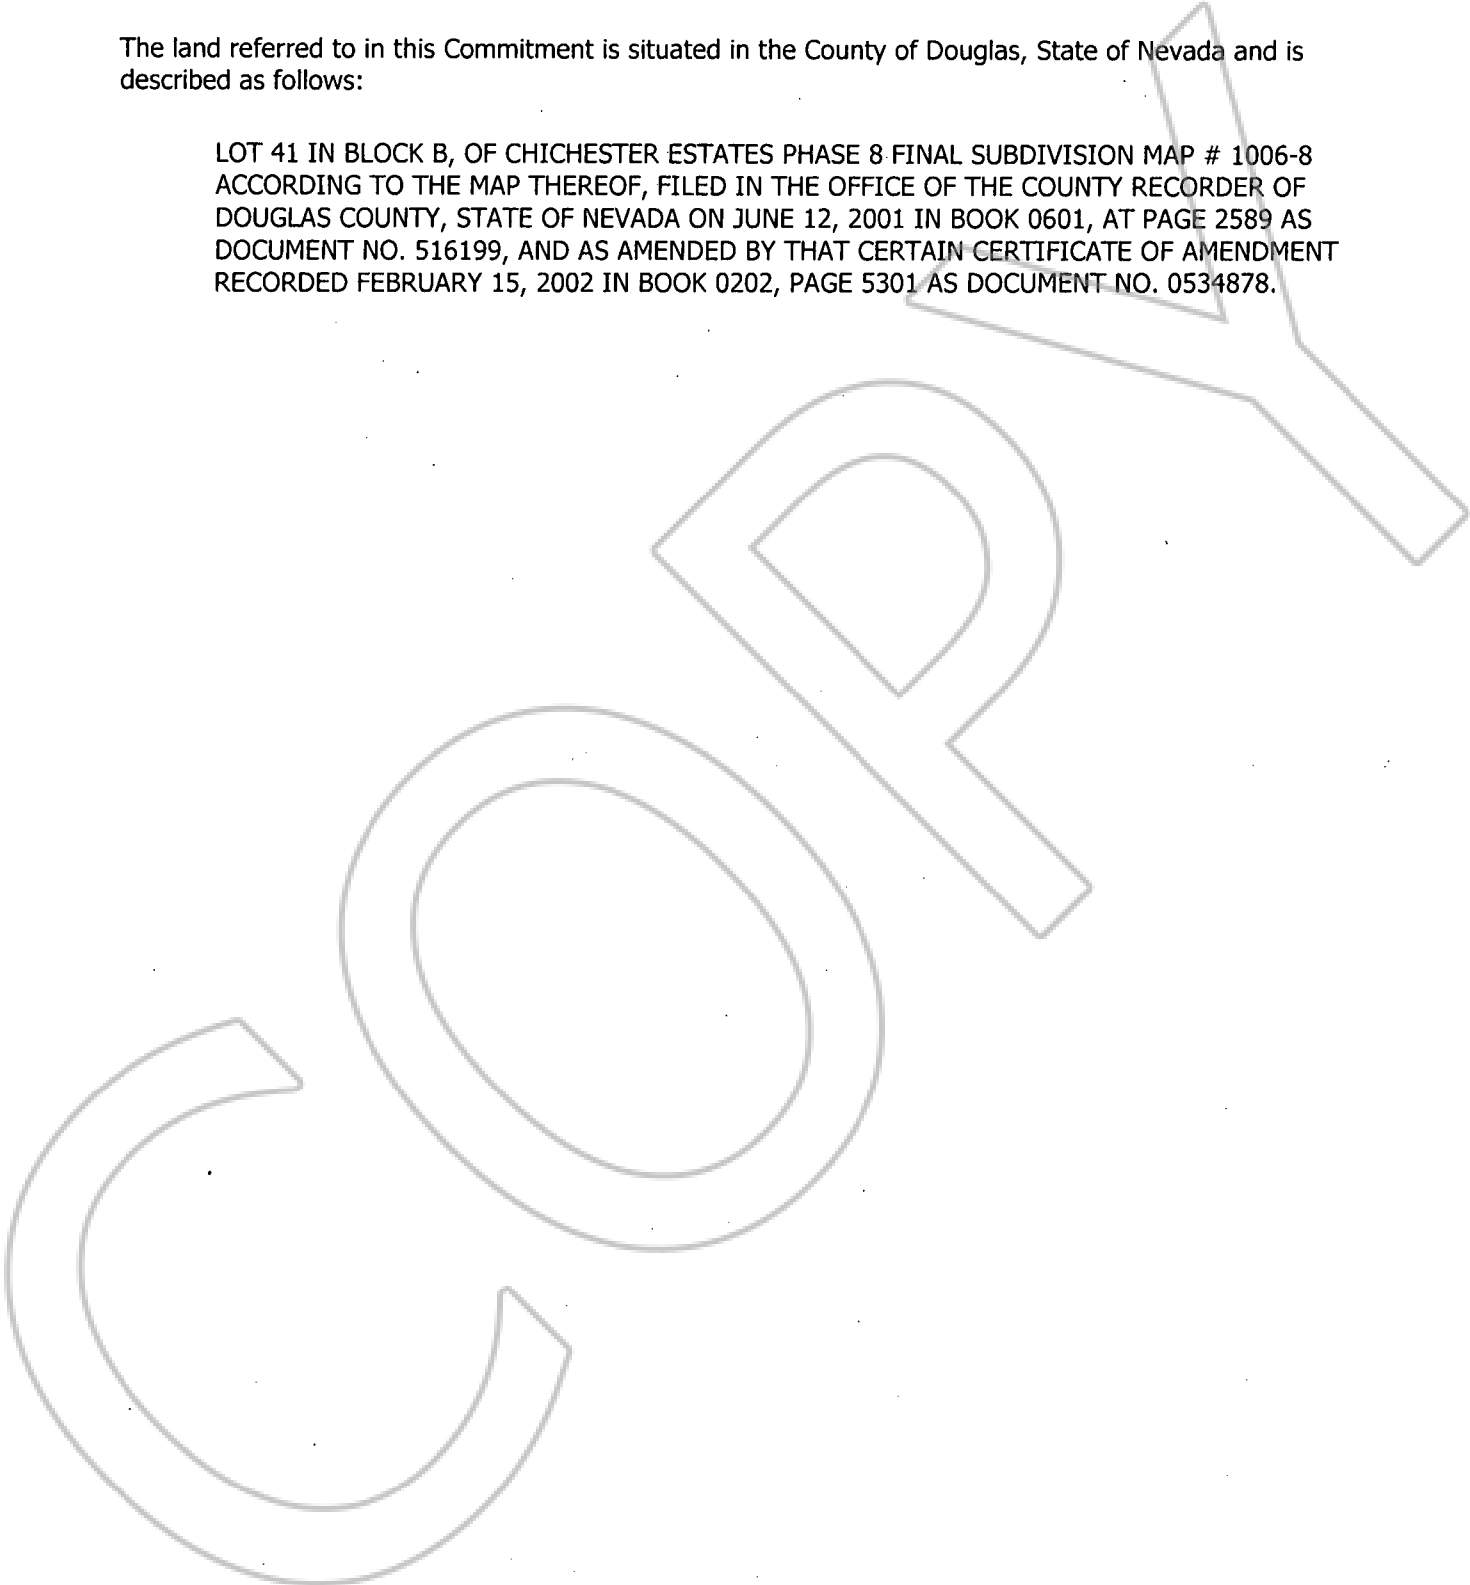 The land referred to in this Commitment is situated in the County of Douglas, State of Nevada and is
described as follows:
LOT 41 IN BLOCK B, OF CHICHESTER ESTATES PHASE 8 FINAL SUBDIVISION MAP # 1006-8
ACCORDING TO THE MAP THEREOF, FILED IN THE OFFICE OF THE COUNTY RECORDER OF
DOUGLAS COUNTY, STATE OF NEVADA ON JUNE 12, 2001 IN BOOK 0601, AT PAGE 2589 AS
DOCUMENT NO. 516199, AND AS AMENDED BY THAT CERTAIN CERTIFICATE OF AMENDMENT
RECORDED FEBRUARY 15, 2002 IN BOOK 0202, PAGE 5301 AS DOCUMENT NO. 0534878.
COPY